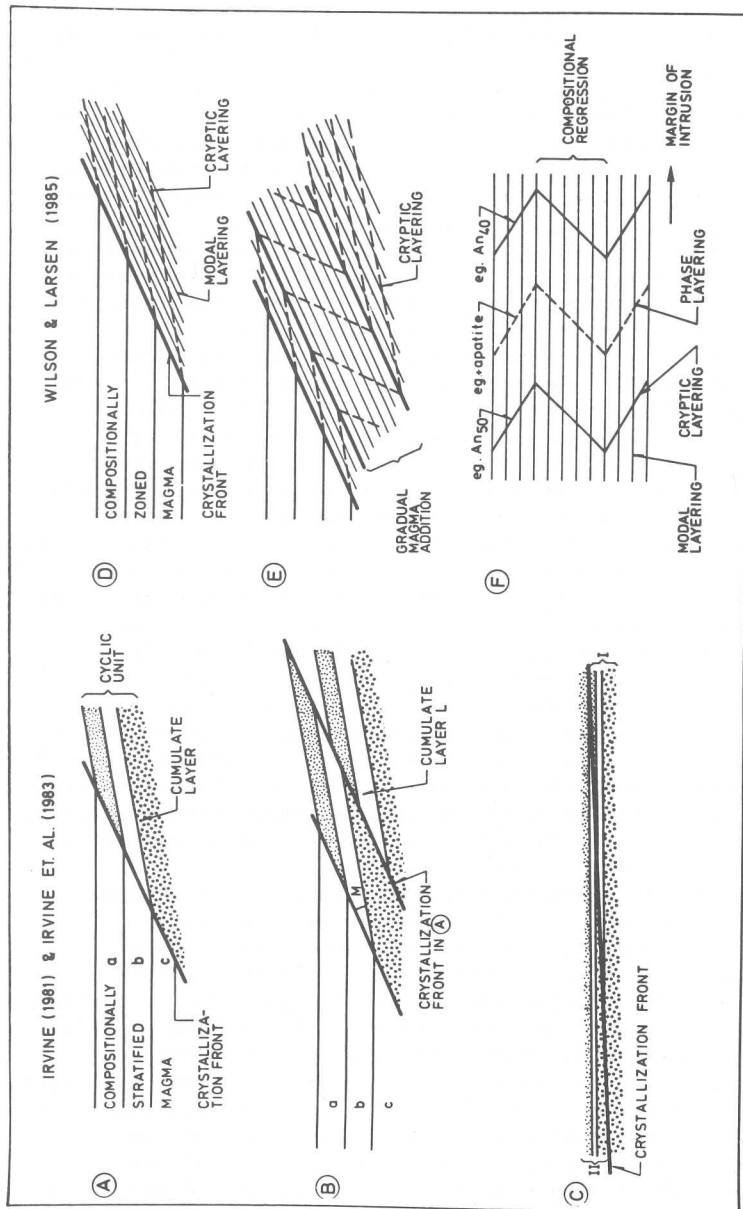 IRVINE (1981) & IRVINE ET. AL. (1983)
WILSON & LARSEN (1985)
A
COMPOSITIONALLY
STRATIFIED
MAGMA
a
b
c
CRYSTALLIZA-
TION FRONT
CUMULATE
LAYER
CYCLIC
UNIT
B
a
b
c
M
CUMULATE
LAYER L
CRYSTALLIZATION
FRONT IN A
C
II
I
CRYSTALLIZATION FRONT
D
COMPOSITIONALLY
ZONED
MAGMA
CRYSTALLIZATION
FRONT
MODAL
LAYERING
CRYPTIC
LAYERING
E
GRADUAL
MAGMA
ADDITION
CRYPTIC
LAYERING
F
eg. An50
eg.+apatite
eg. An40
COMPOSITIONAL
REGRESSION
MODAL
LAYERING
CRYPTIC
LAYERING
PHASE
LAYERING
MARGIN OF
INTRUSION